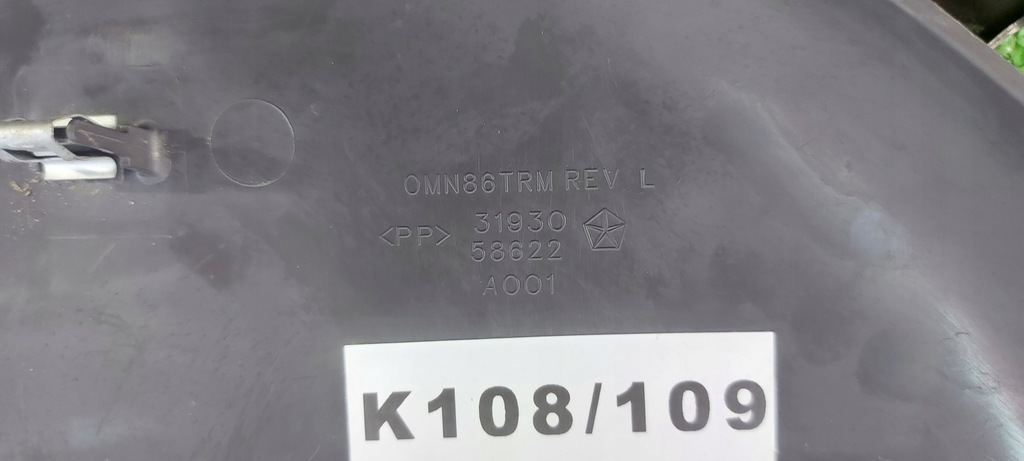 OMN86TRM REV L
<PP> 31930
58622
A001
K108/109